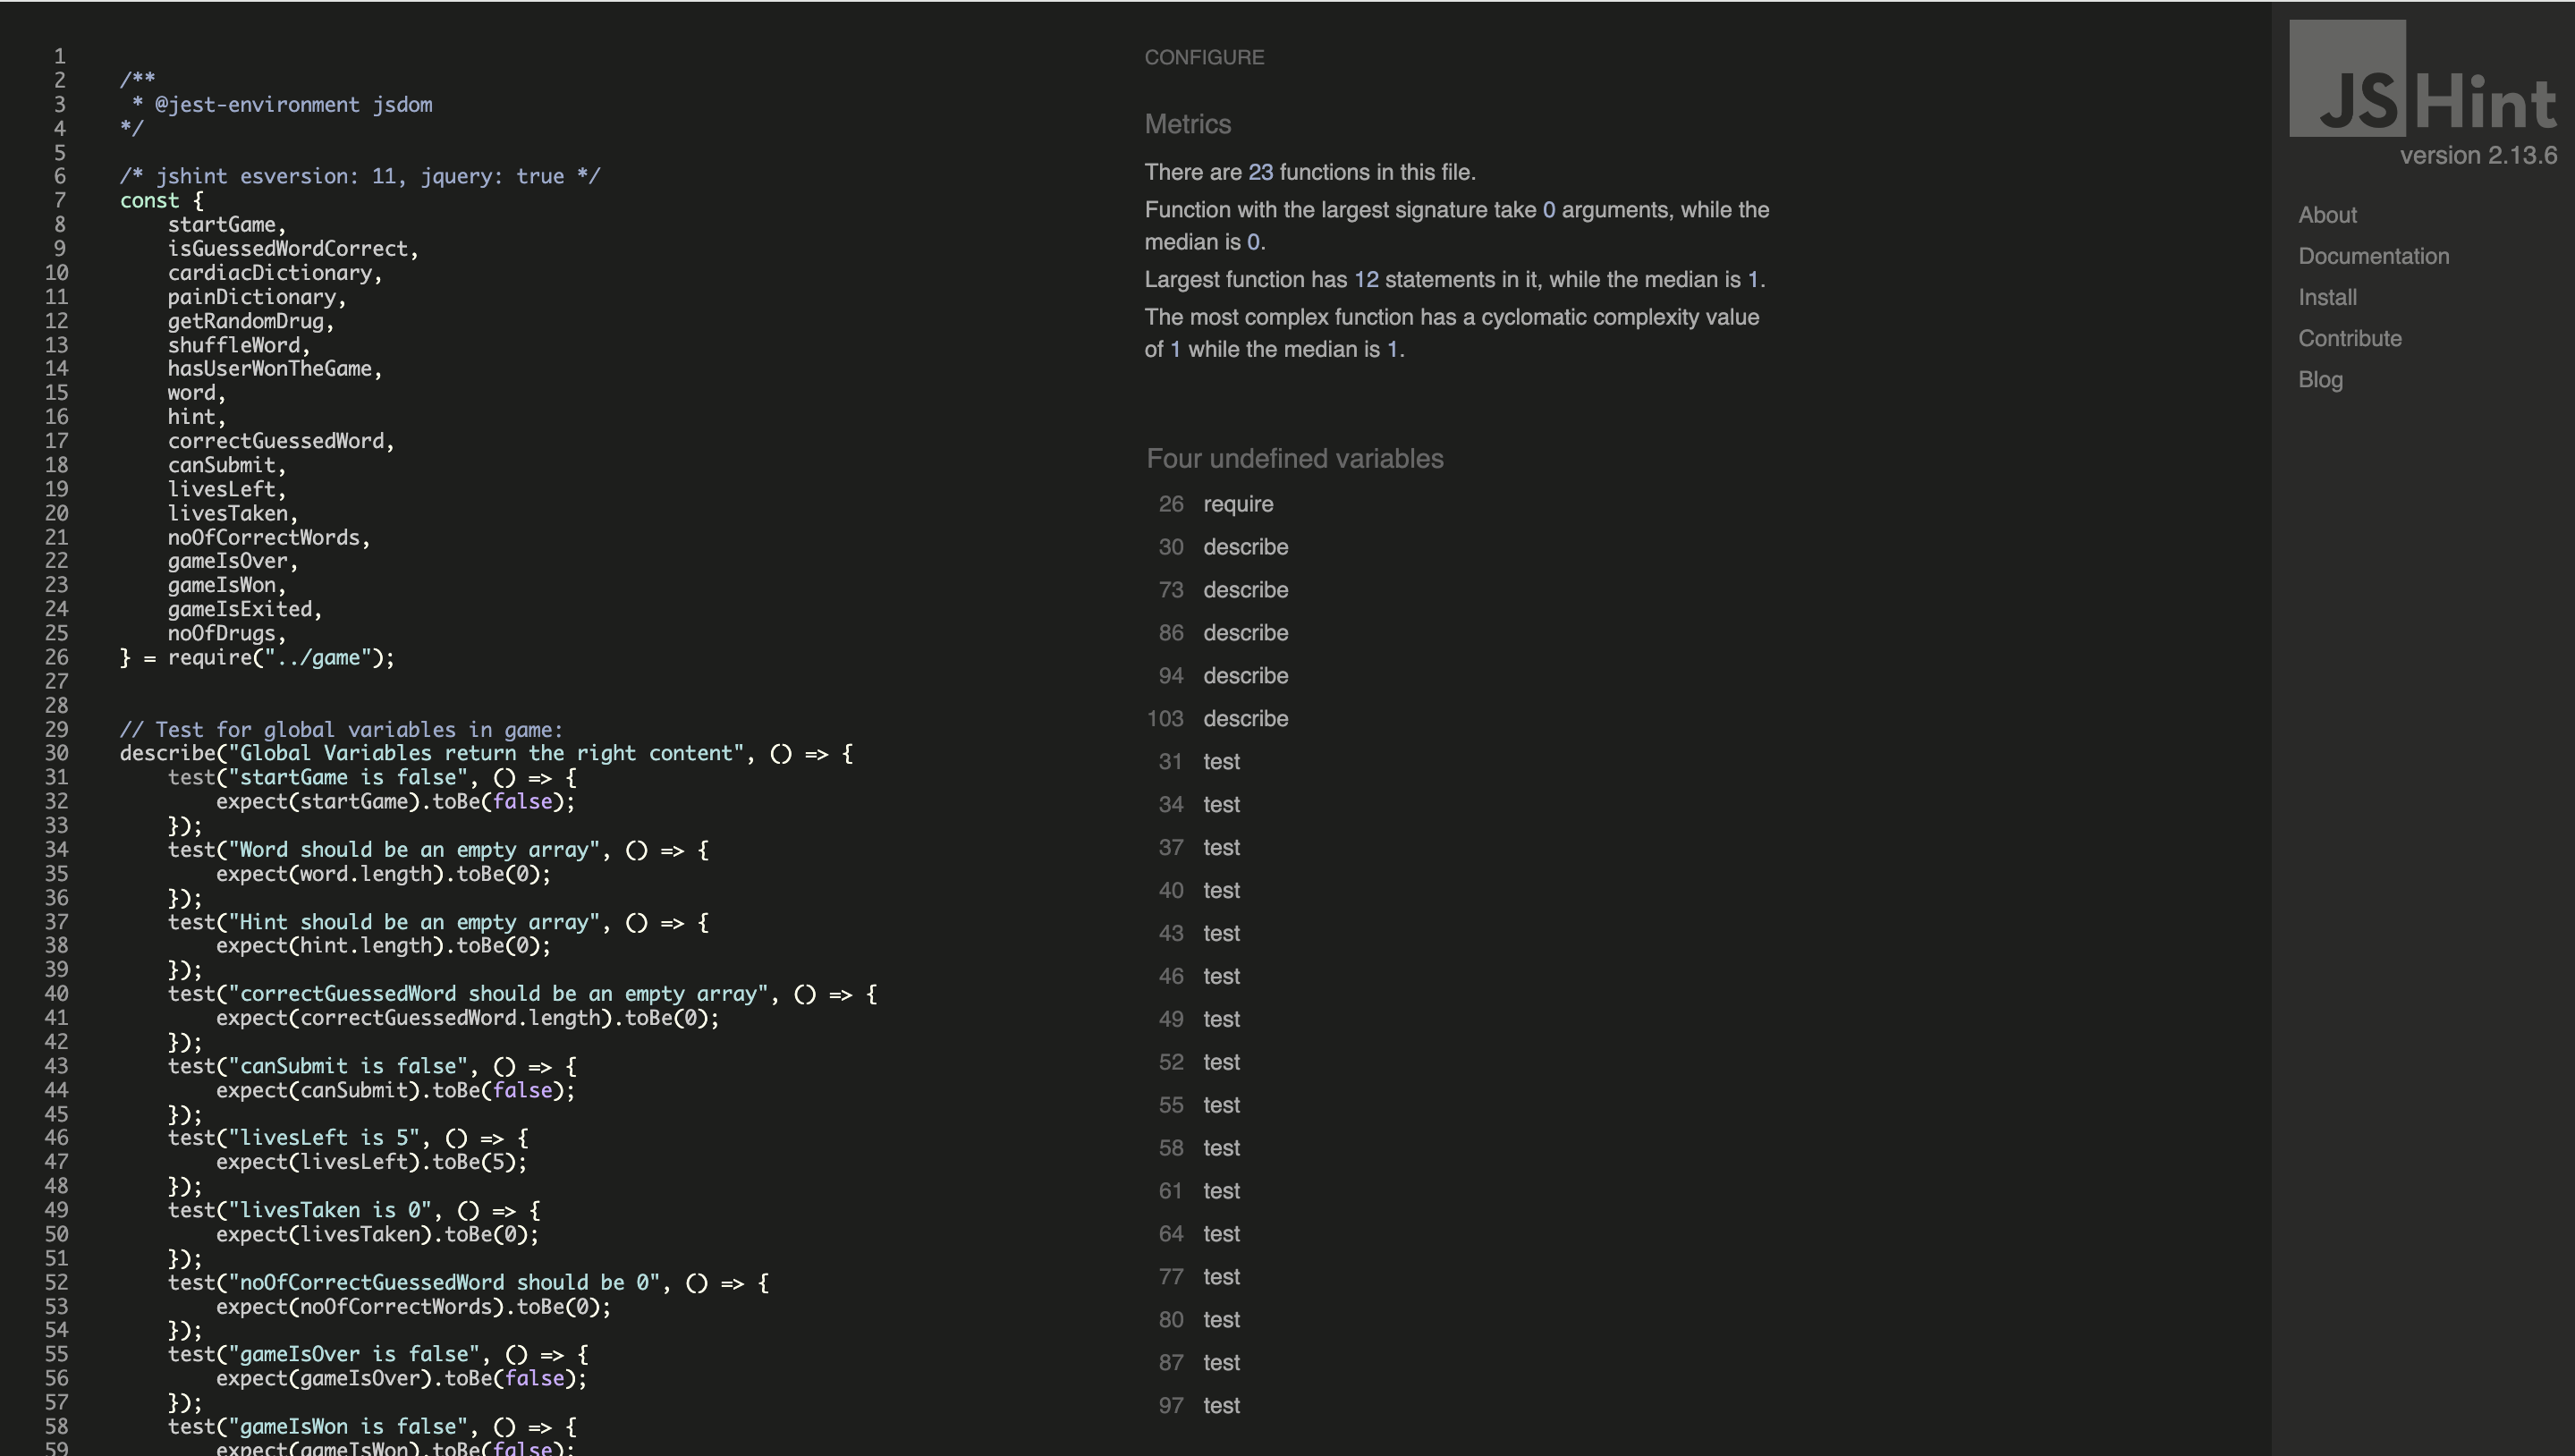 1
2 /**
3  * @jest-environment jsdom
4 */
5
6 /* jshint esversion: 11, jquery: true */
7 const {
8     startGame,
9     isGuessedWordCorrect,
10     cardiacDictionary,
11     painDictionary,
12     getRandomDrug,
13     shuffleWord,
14     hasUserWonTheGame,
15     word,
16     hint,
17     correctGuessedWord,
18     canSubmit,
19     livesLeft,
20     livesTaken,
21     noOfCorrectWords,
22     gameIsOver,
23     gameIsWon,
24     gameIsExited,
25     noOfDrugs,
26 } = require("../game");
27
28
29 // Test for global variables in game:
30 describe("Global Variables return the right content", () => {
31     test("startGame is false", () => {
32         expect(startGame).toBe(false);
33     });
34     test("Word should be an empty array", () => {
35         expect(word.length).toBe(0);
36     });
37     test("Hint should be an empty array", () => {
38         expect(hint.length).toBe(0);
39     });
40     test("correctGuessedWord should be an empty array", () => {
41         expect(correctGuessedWord.length).toBe(0);
42     });
43     test("canSubmit is false", () => {
44         expect(canSubmit).toBe(false);
45     });
46     test("livesLeft is 5", () => {
47         expect(livesLeft).toBe(5);
48     });
49     test("livesTaken is 0", () => {
50         expect(livesTaken).toBe(0);
51     });
52     test("noOfCorrectGuessedWord should be 0", () => {
53         expect(noOfCorrectWords).toBe(0);
54     });
55     test("gameIsOver is false", () => {
56         expect(gameIsOver).toBe(false);
57     });
58     test("gameIsWon is false", () => {
59         expect(gameIsWon).toBe(false);
CONFIGURE
Metrics
There are 23 functions in this file.
Function with the largest signature take 0 arguments, while the
median is 0.
Largest function has 12 statements in it, while the median is 1.
The most complex function has a cyclomatic complexity value
of 1 while the median is 1.
Four undefined variables
26 require
30 describe
73 describe
86 describe
94 describe
103 describe
31 test
34 test
37 test
40 test
43 test
46 test
49 test
52 test
55 test
58 test
61 test
64 test
77 test
80 test
87 test
97 test
JSHint
version 2.13.6
About
Documentation
Install
Contribute
Blog